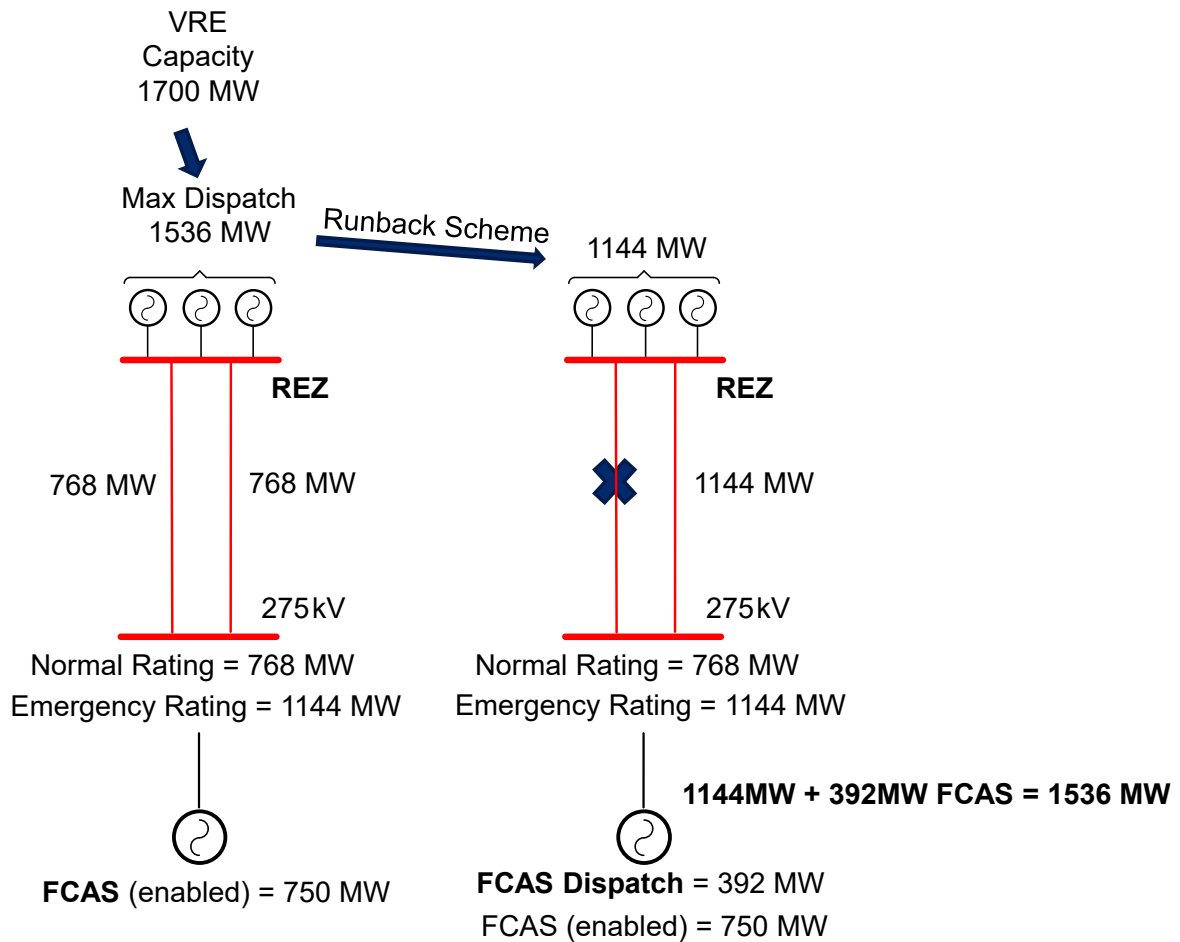 VRE
Capacity
1700 MW
Max Dispatch
1536 MW
Runback Scheme
1144 MW
REZ
REZ
768 MW
768 MW
1144 MW
275kV
275kV
Normal Rating = 768 MW
Emergency Rating = 1144 MW
Normal Rating = 768 MW
Emergency Rating = 1144 MW
1144MW + 392MW FCAS = 1536 MW
FCAS (enabled) = 750 MW
FCAS Dispatch = 392 MW
FCAS (enabled) = 750 MW